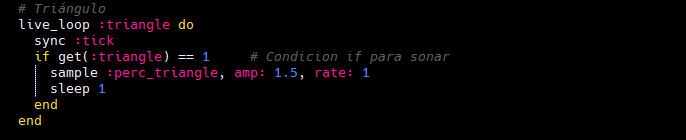 # Triángulo
live_loop :triangle do
  sync :tick
  if get(:triangle) == 1     # Condicion if para sonar
    sample :perc_triangle, amp: 1.5, rate: 1
    sleep 1
  end
end